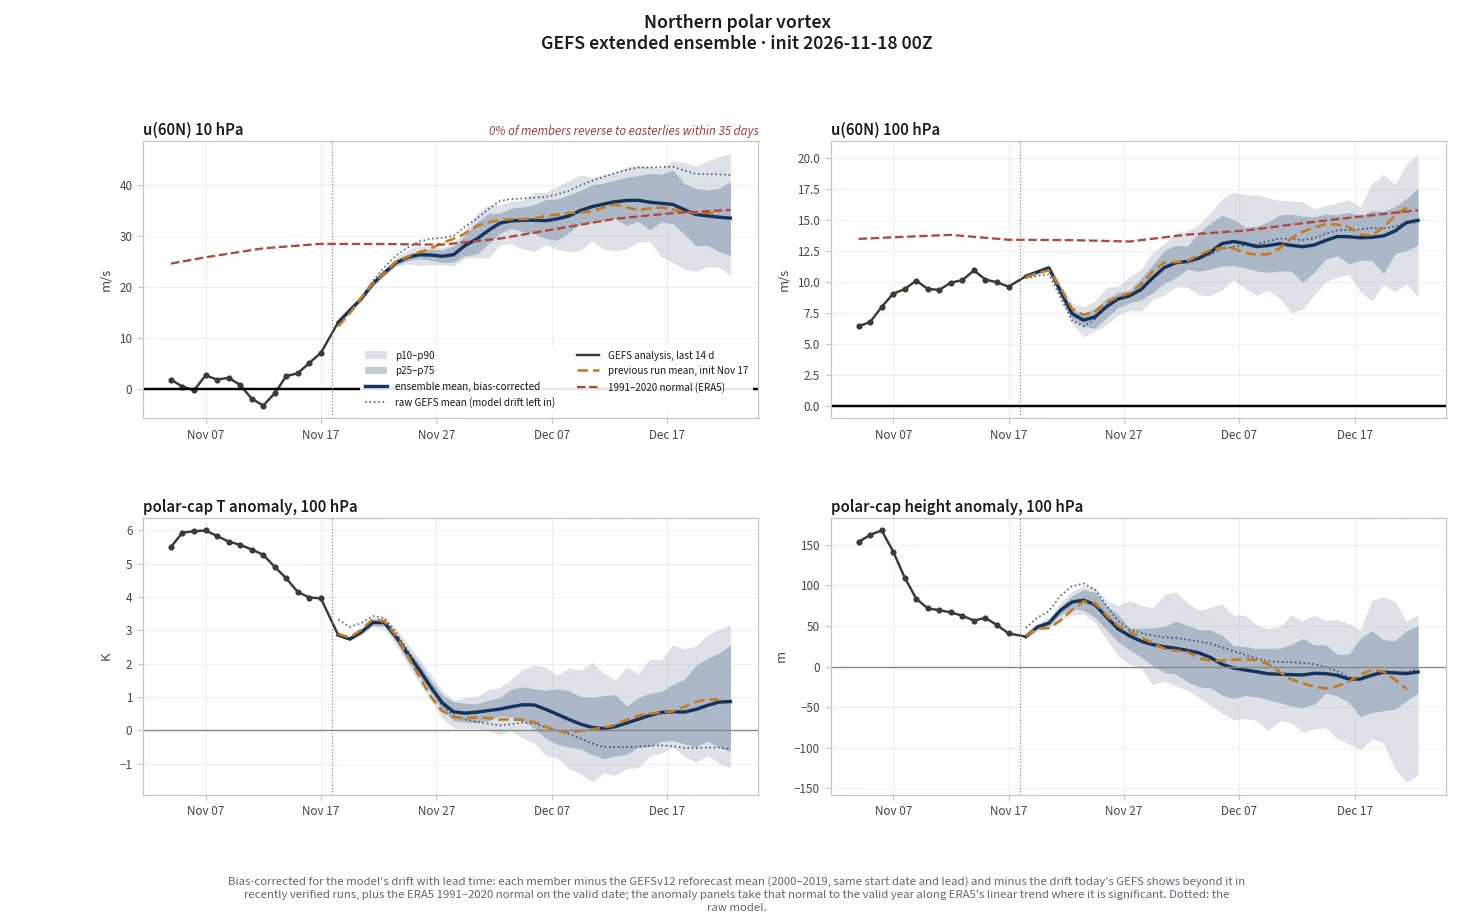 Northern polar vortex
GEFS extended ensemble · init 2026-11-18 00Z
u(60N) 10 hPa
0% of members reverse to easterlies within 35 days
m/s
40
30
20
10
0
p10–p90
p25–p75
ensemble mean, bias-corrected
raw GEFS mean (model drift left in)
GEFS analysis, last 14 d
previous run mean, init Nov 17
1991–2020 normal (ERA5)
Nov 07
Nov 17
Nov 27
Dec 07
Dec 17
u(60N) 100 hPa
m/s
20.0
17.5
15.0
12.5
10.0
7.5
5.0
2.5
0.0
Nov 07
Nov 17
Nov 27
Dec 07
Dec 17
polar-cap T anomaly, 100 hPa
K
6
5
4
3
2
1
0
−1
Nov 07
Nov 17
Nov 27
Dec 07
Dec 17
polar-cap height anomaly, 100 hPa
m
150
100
50
0
−50
−100
−150
Nov 07
Nov 17
Nov 27
Dec 07
Dec 17
Bias-corrected for the model's drift with lead time: each member minus the GEFSv12 reforecast mean (2000–2019, same start date and lead) and minus the drift today's GEFS shows beyond it in
recently verified runs, plus the ERA5 1991–2020 normal on the valid date; the anomaly panels take that normal to the valid year along ERA5's linear trend where it is significant. Dotted: the
raw model.